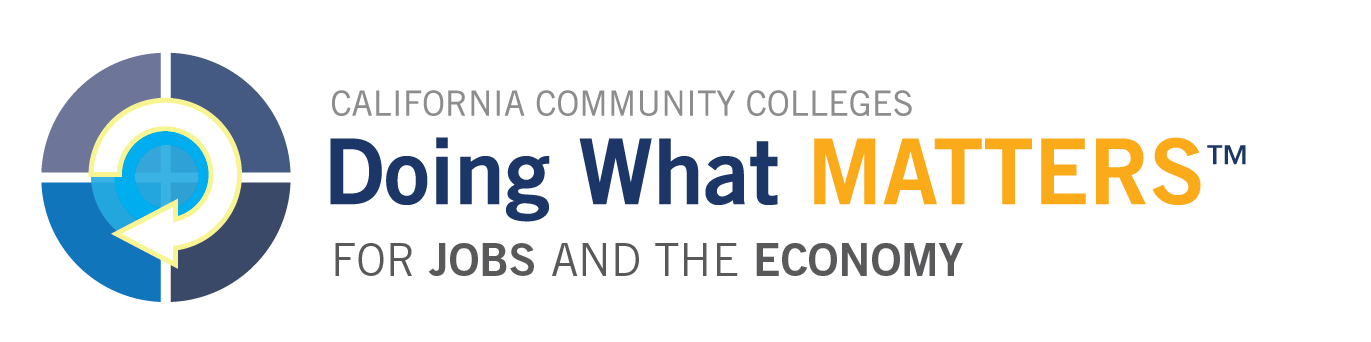 CALIFORNIA COMMUNITY COLLEGES
Doing What MATTERS™
FOR JOBS AND THE ECONOMY